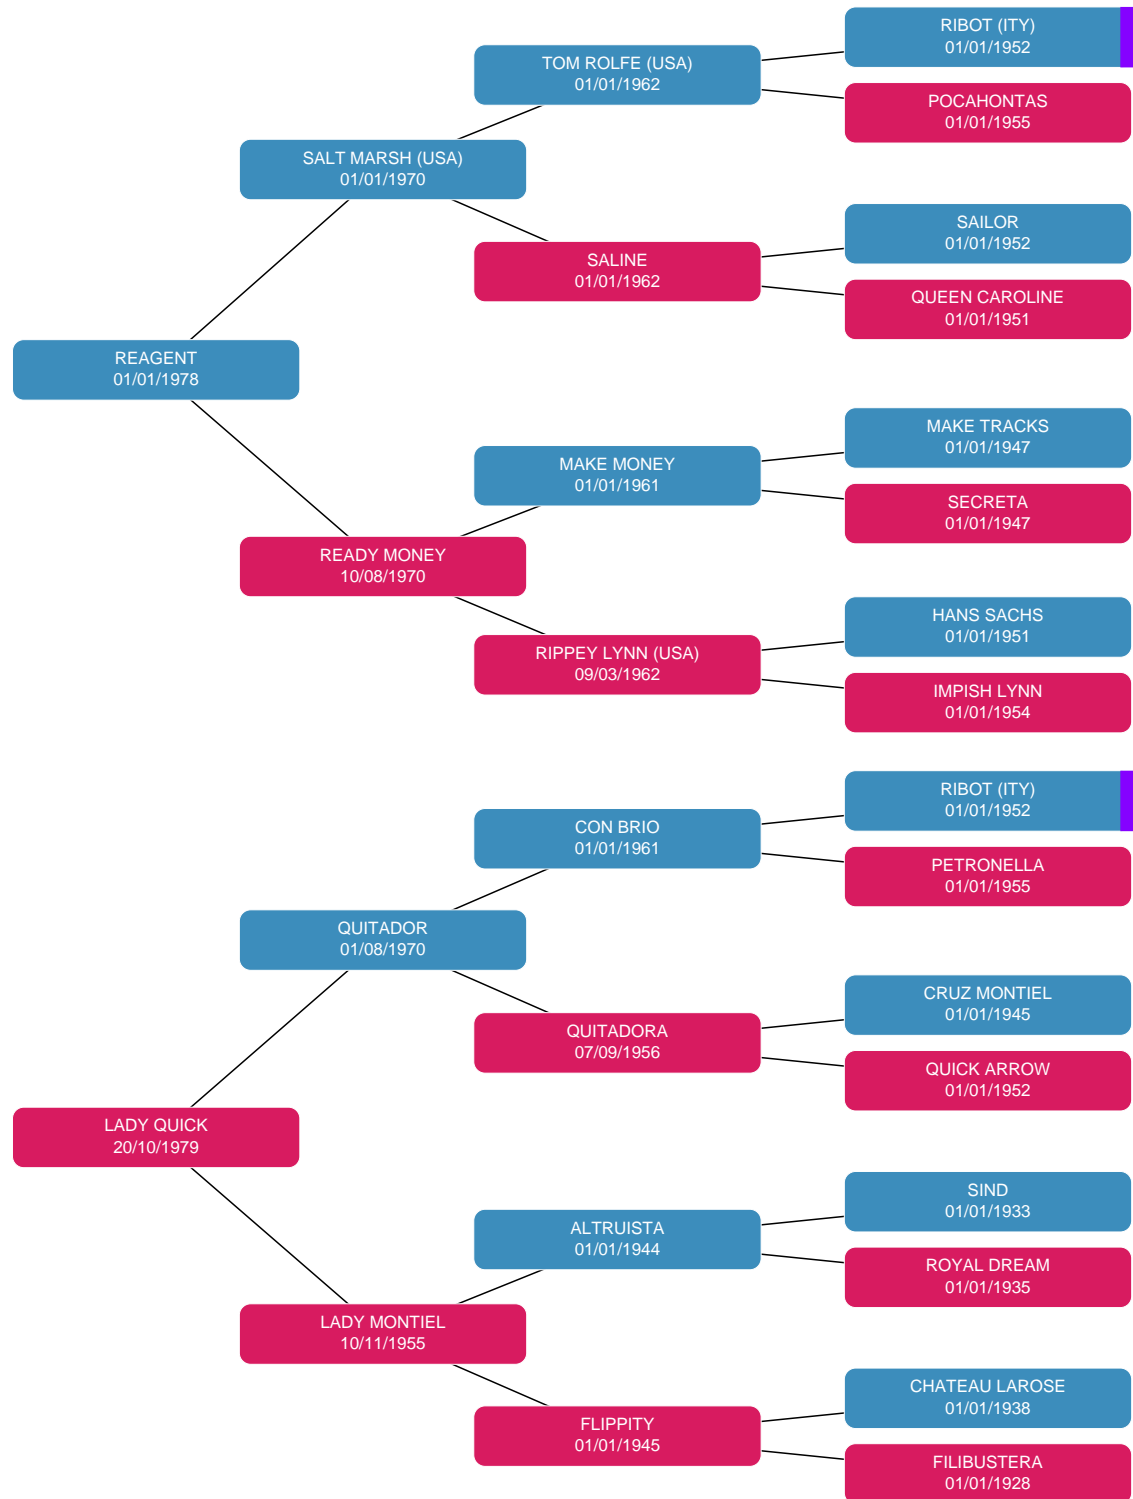 RIBOT (ITY)
01/01/1952
TOM ROLFE (USA)
01/01/1962
POCAHONTAS
01/01/1955
SALT MARSH (USA)
01/01/1970
SAILOR
01/01/1952
SALINE
01/01/1962
QUEEN CAROLINE
01/01/1951
REAGENT
01/01/1978
MAKE TRACKS
01/01/1947
MAKE MONEY
01/01/1961
SECRETA
01/01/1947
READY MONEY
10/08/1970
HANS SACHS
01/01/1951
RIPPEY LYNN (USA)
09/03/1962
IMPISH LYNN
01/01/1954
RIBOT (ITY)
01/01/1952
CON BRIO
01/01/1961
PETRONELLA
01/01/1955
QUITADOR
01/08/1970
CRUZ MONTIEL
01/01/1945
QUITADORA
07/09/1956
QUICK ARROW
01/01/1952
LADY QUICK
20/10/1979
SIND
01/01/1933
ALTRUISTA
01/01/1944
ROYAL DREAM
01/01/1935
LADY MONTIEL
10/11/1955
CHATEAU LAROSE
01/01/1938
FLIPPITY
01/01/1945
FILIBUSTERA
01/01/1928